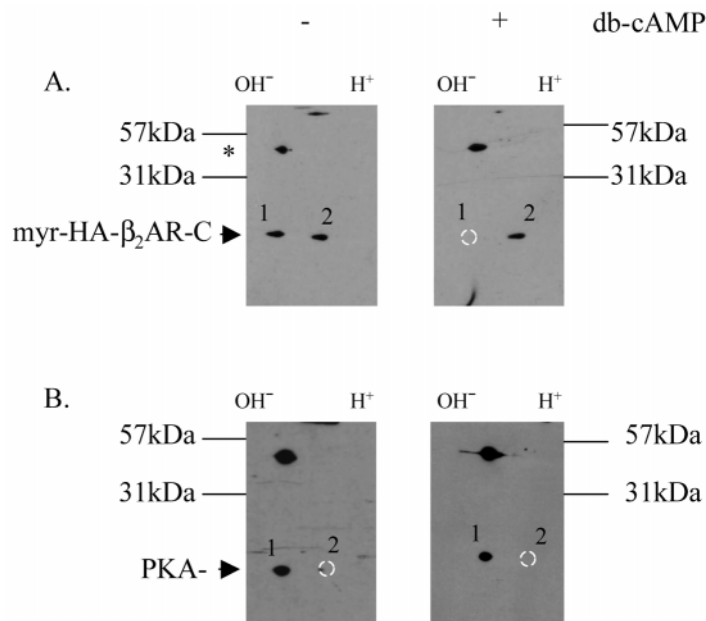 - + db-cAMP
A.
OH⁻ H⁺ OH⁻ H⁺
57kDa 57kDa
*
31kDa 31kDa
1 2 1 2
myr-HA-β₂AR-C
B.
OH⁻ H⁺ OH⁻ H⁺
57kDa 57kDa
31kDa 31kDa
1 2 1 2
PKA-